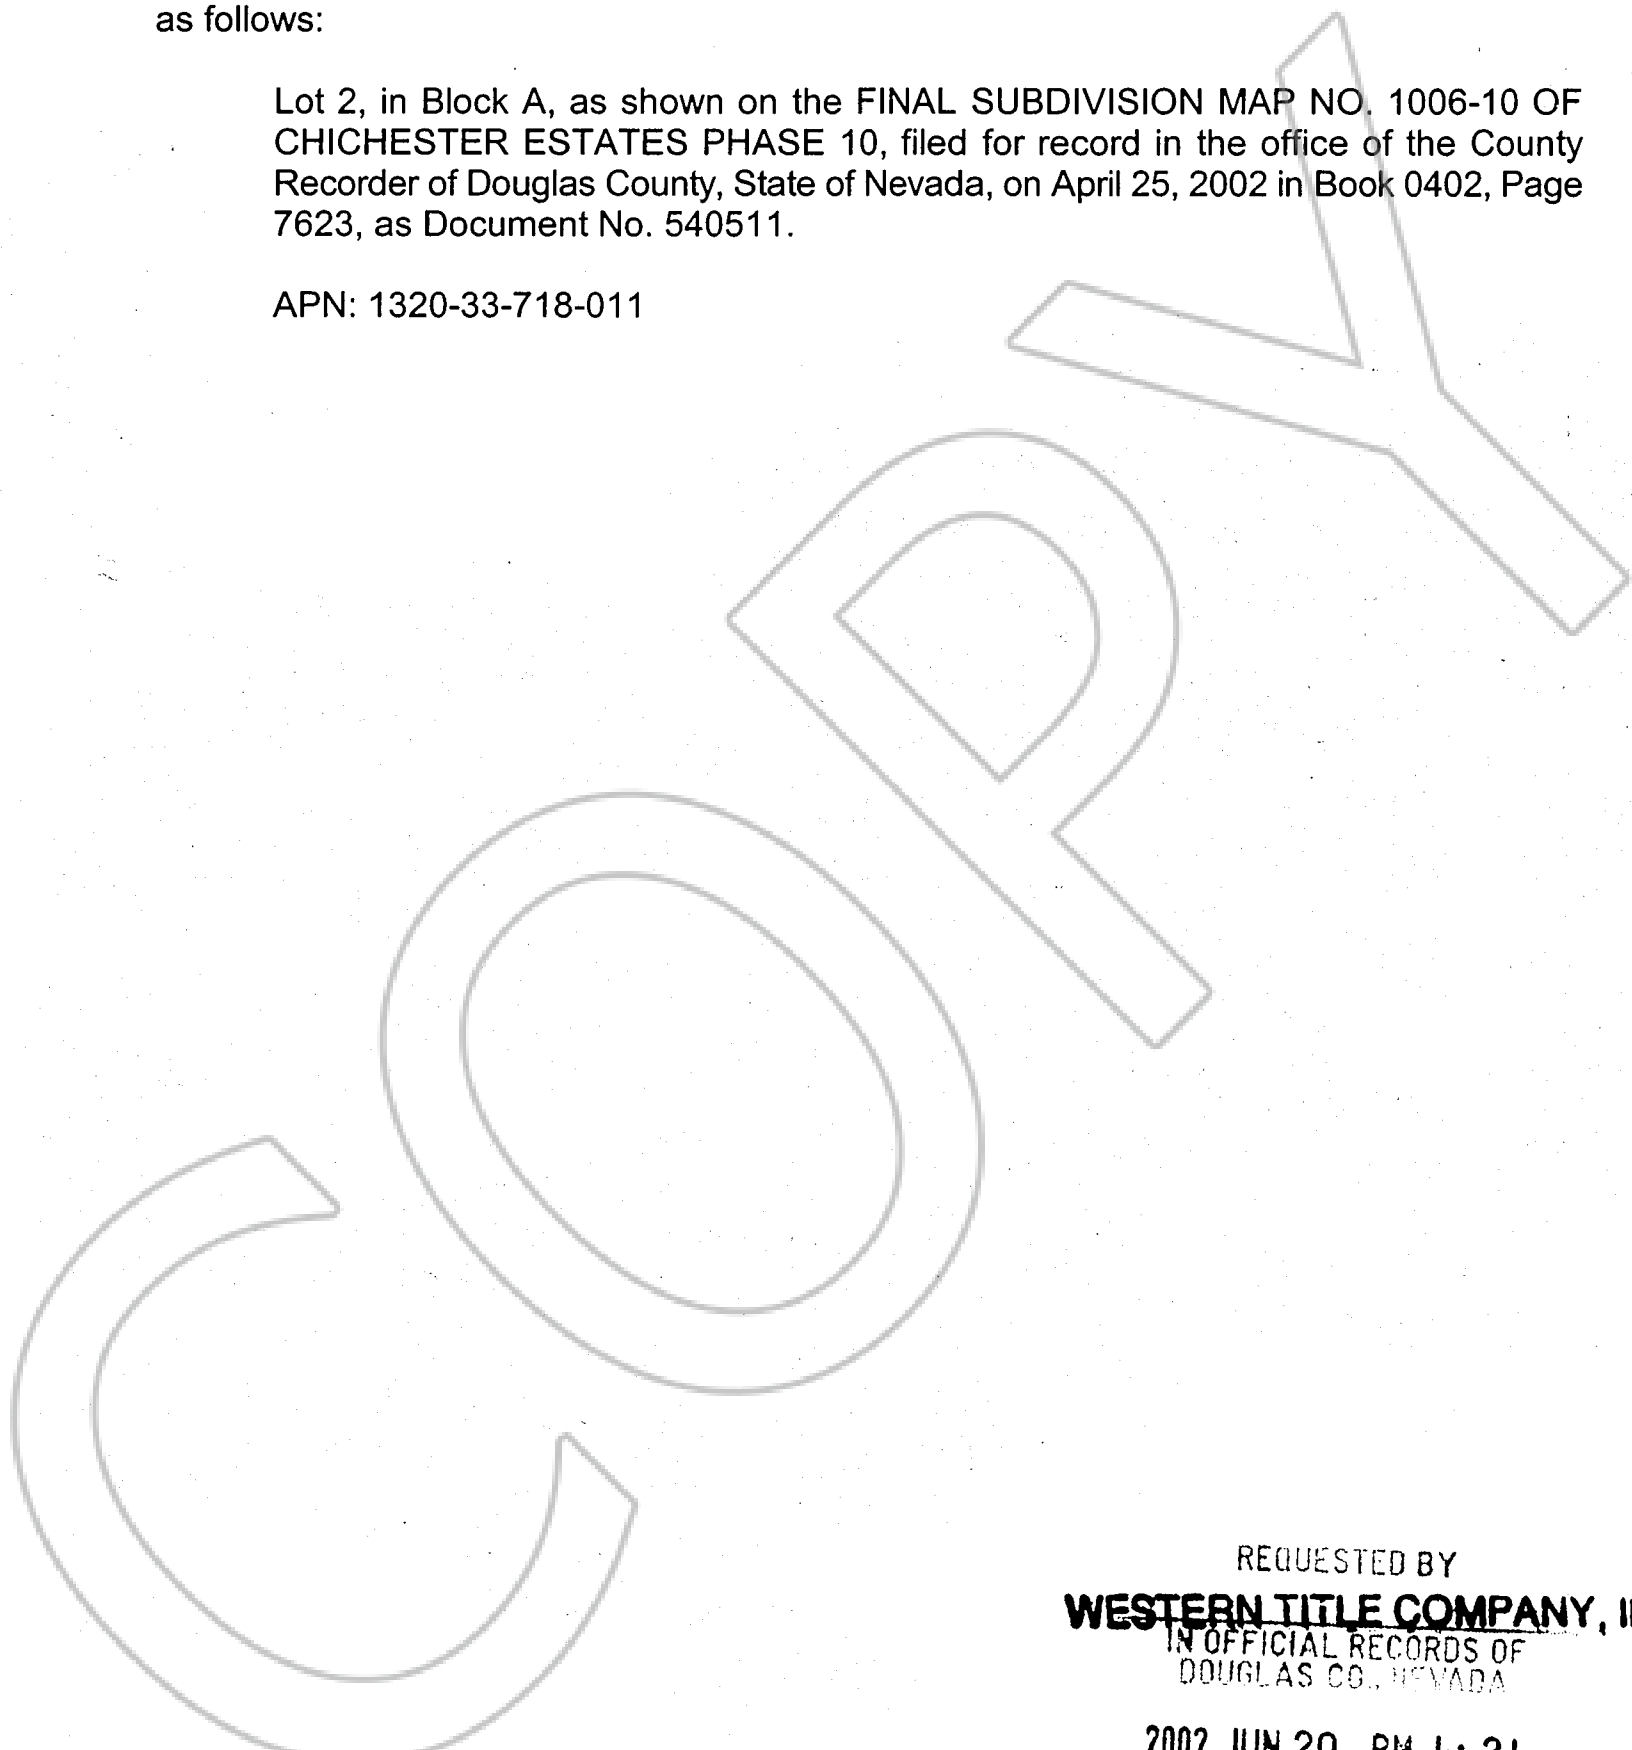 as follows:
Lot 2, in Block A, as shown on the FINAL SUBDIVISION MAP NO. 1006-10 OF
CHICHESTER ESTATES PHASE 10, filed for record in the office of the County
Recorder of Douglas County, State of Nevada, on April 25, 2002 in Book 0402, Page
7623, as Document No. 540511.
APN: 1320-33-718-011
COPY
REQUESTED BY
WESTERN TITLE COMPANY,
IN OFFICIAL RECORDS OF
DOUGLAS CO., NEVADA
2002 JUN 20 PM